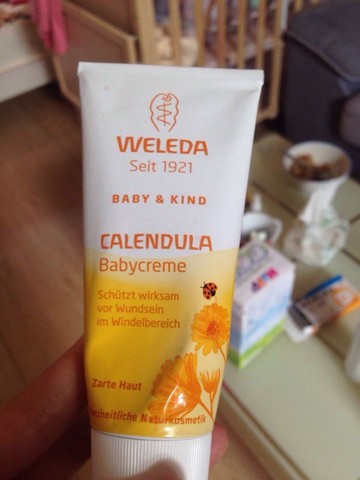 WELEDA
Seit 1921
BABY & KIND
CALENDULA
Babycreme
Schützt wirksam
vor Wundsein
im Windelbereich
Zarte Haut
Naturkosmetik